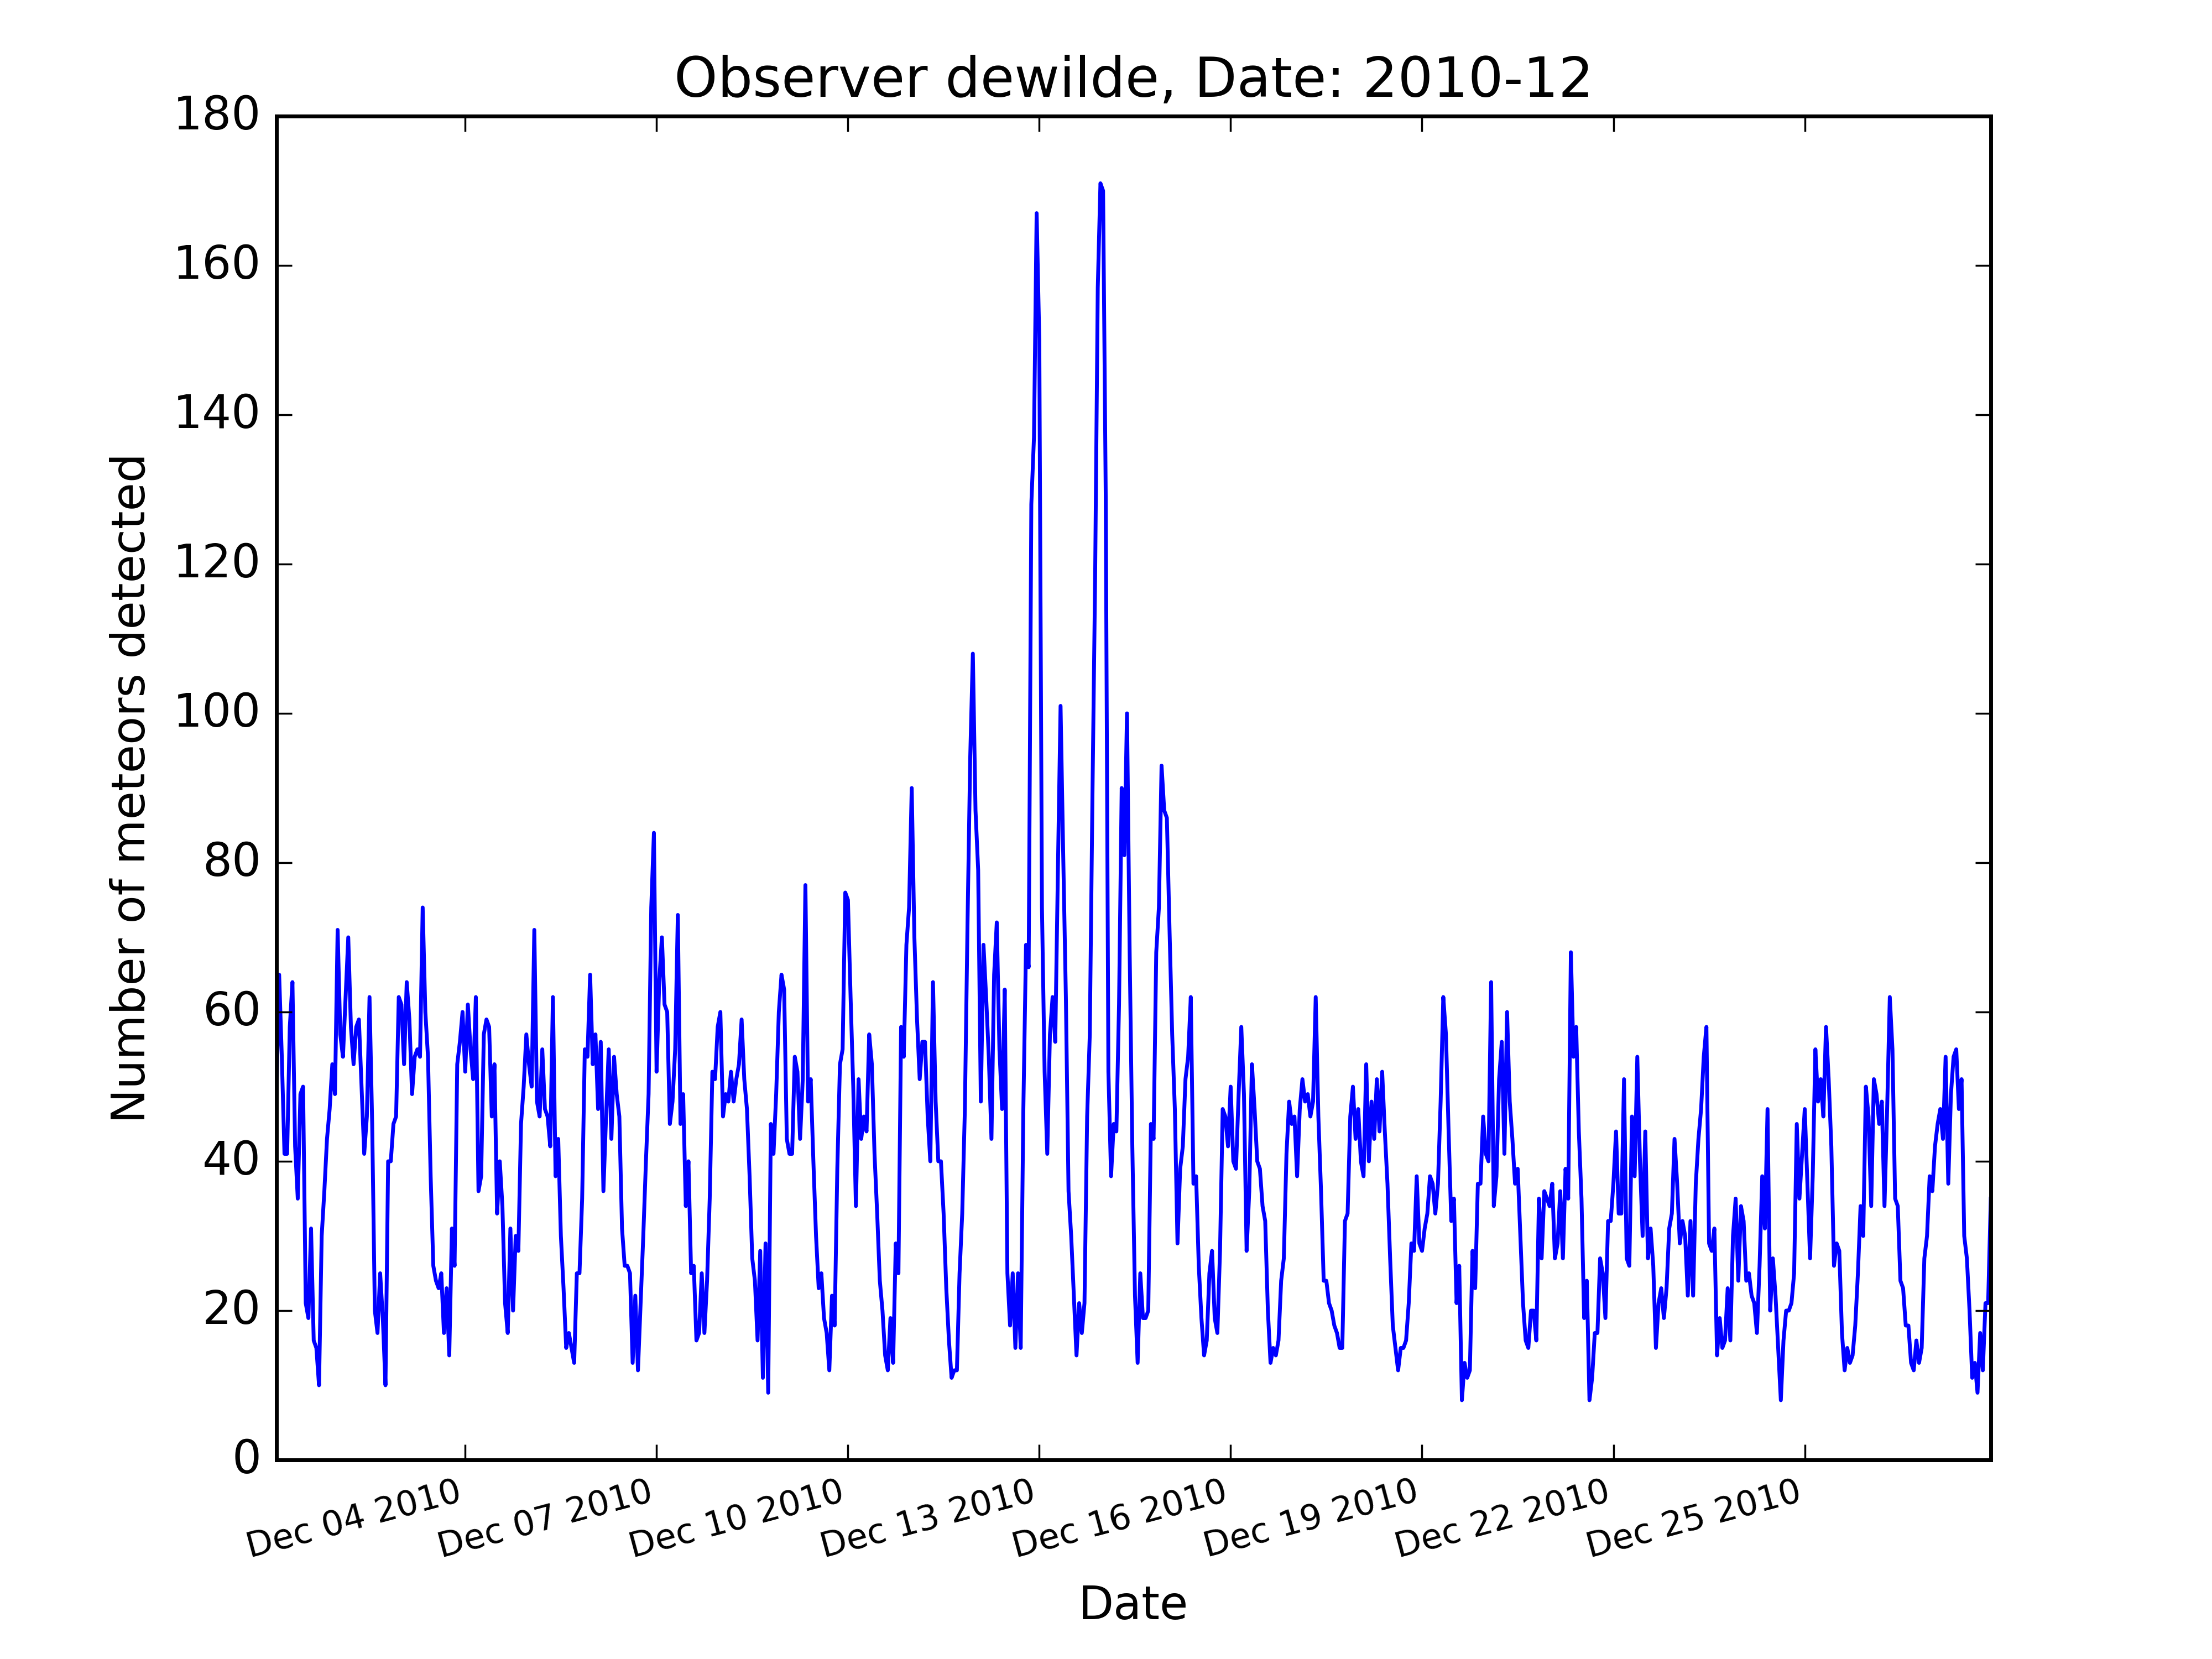 Observer dewilde, Date: 2010-12
180
160
140
120
100
80
60
40
20
0
Number of meteors detected
Dec 04 2010
Dec 07 2010
Dec 10 2010
Dec 13 2010
Dec 16 2010
Dec 19 2010
Dec 22 2010
Dec 25 2010
Date